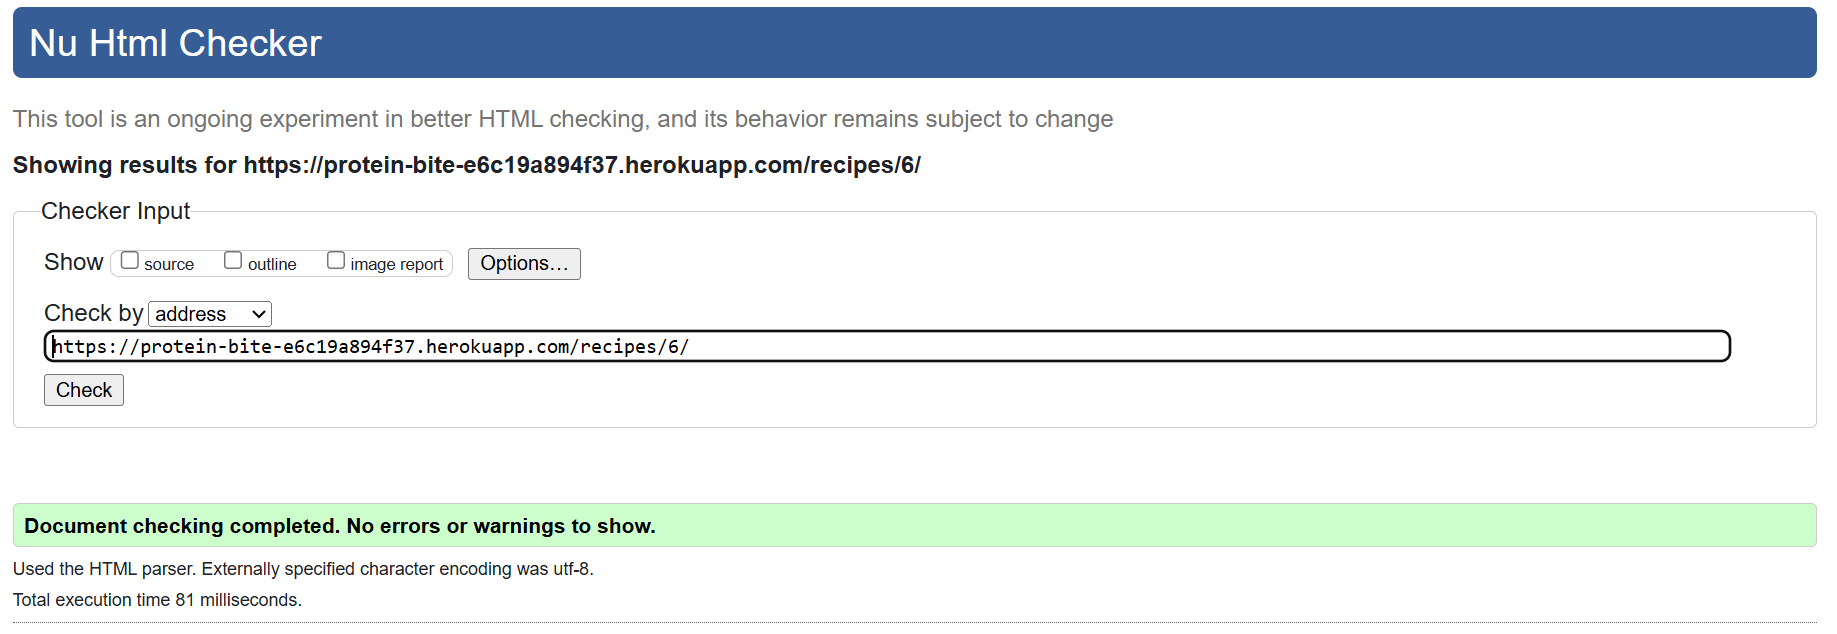 Nu Html Checker
This tool is an ongoing experiment in better HTML checking, and its behavior remains subject to change
Showing results for https://protein-bite-e6c19a894f37.herokuapp.com/recipes/6/
Checker Input
Show source outline image report Options...
Check by address
https://protein-bite-e6c19a894f37.herokuapp.com/recipes/6/
Check
Document checking completed. No errors or warnings to show.
Used the HTML parser. Externally specified character encoding was utf-8.
Total execution time 81 milliseconds.